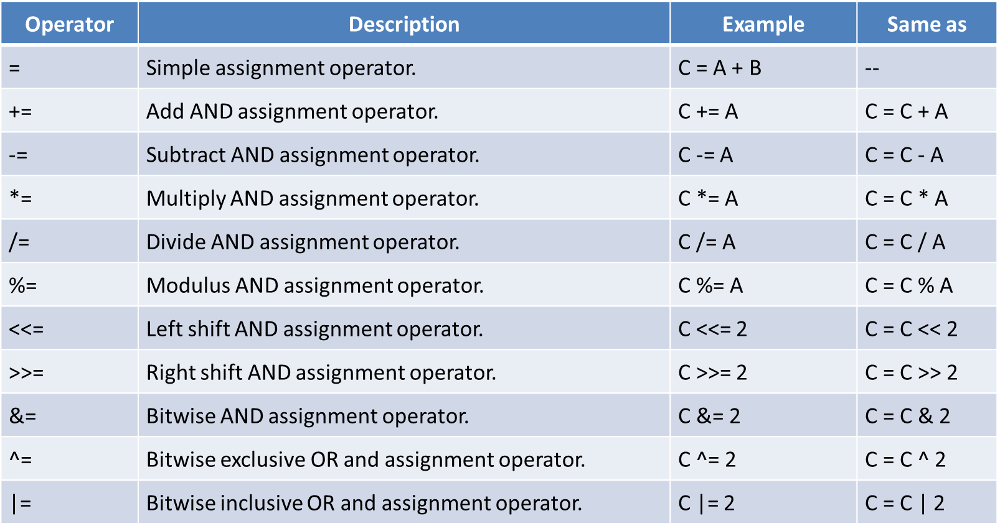 Operator Description Example Same as
= Simple assignment operator. C = A + B --
+= Add AND assignment operator. C += A C = C + A
-= Subtract AND assignment operator. C -= A C = C - A
*= Multiply AND assignment operator. C *= A C = C * A
/= Divide AND assignment operator. C /= A C = C / A
%= Modulus AND assignment operator. C %= A C = C % A
<<= Left shift AND assignment operator. C <<= 2 C = C << 2
>>= Right shift AND assignment operator. C >>= 2 C = C >> 2
&= Bitwise AND assignment operator. C &= 2 C = C & 2
^= Bitwise exclusive OR and assignment operator. C ^= 2 C = C ^ 2
|= Bitwise inclusive OR and assignment operator. C |= 2 C = C | 2